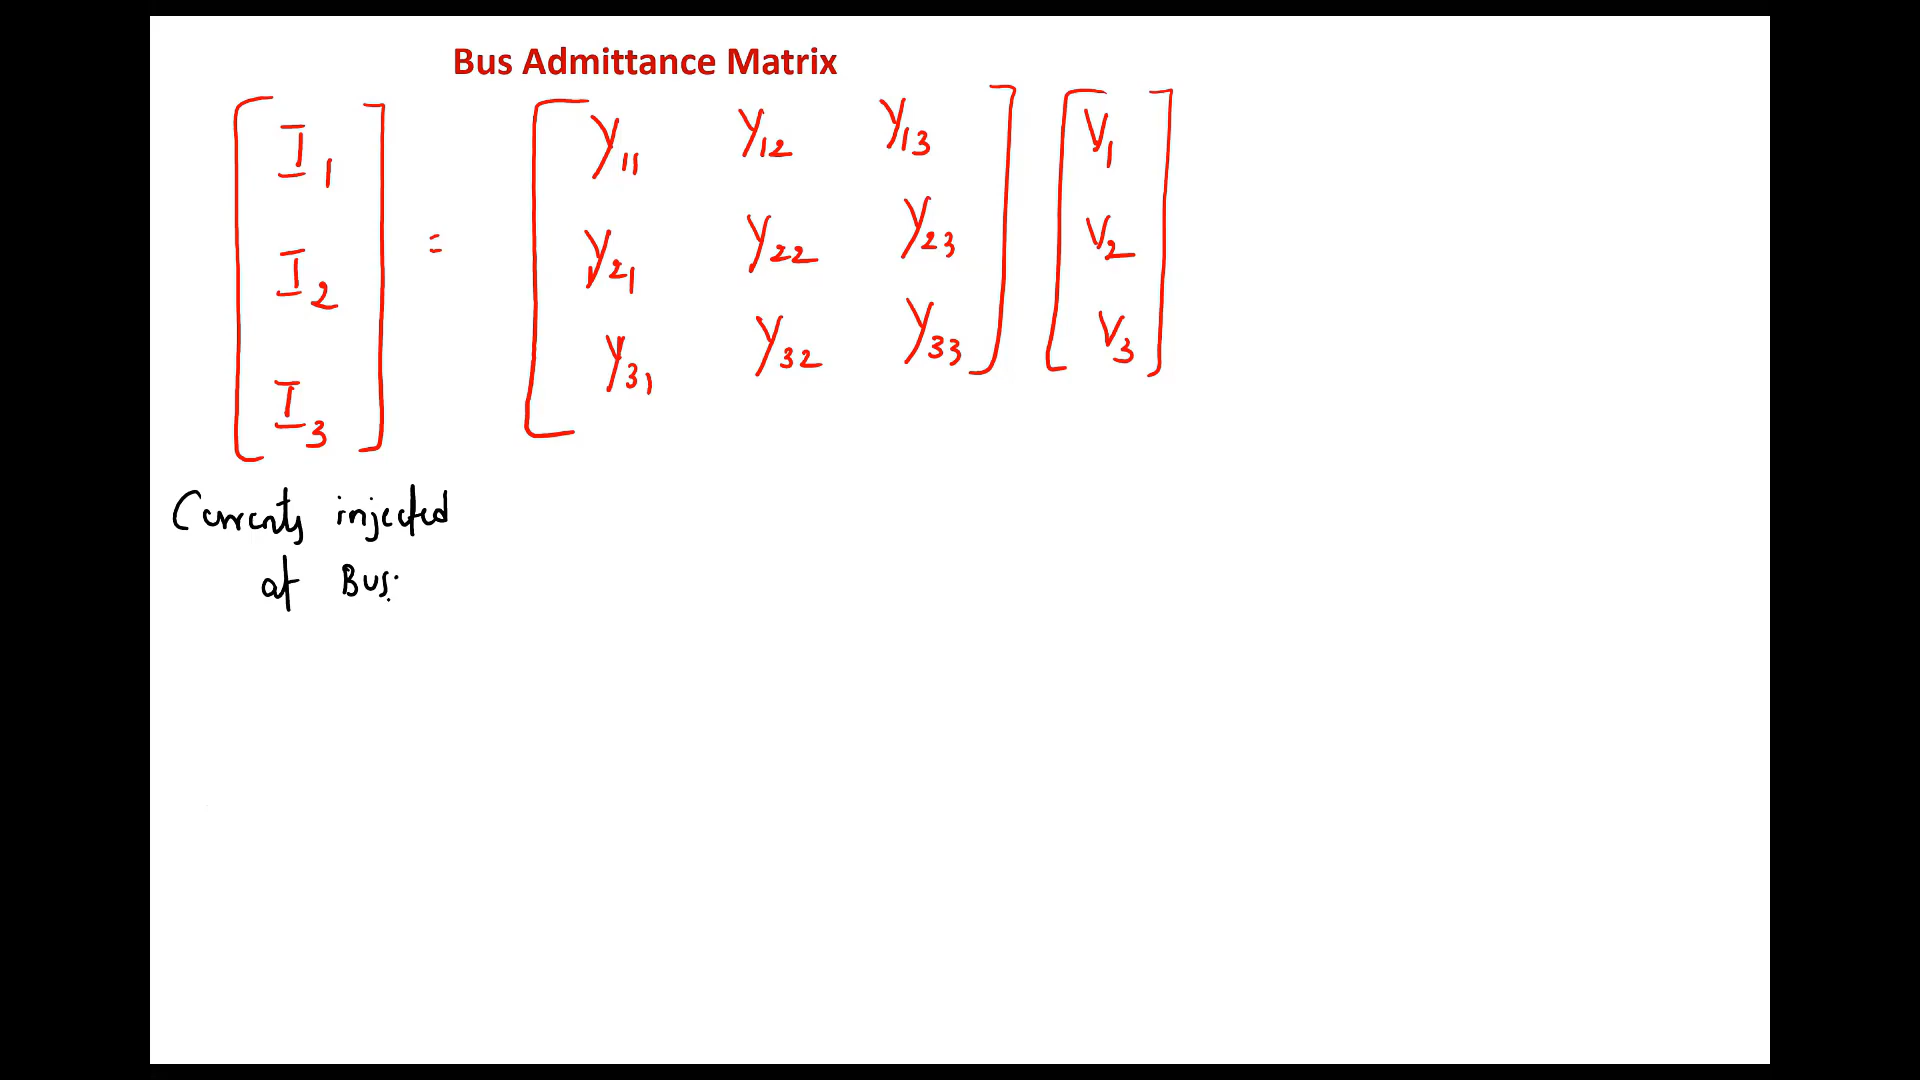 Bus Admittance Matrix
I1 Y11 Y12 Y13 V1
I2 = Y21 Y22 Y23 V2
I3 Y31 Y32 Y33 V3
Currents injected
at Bus